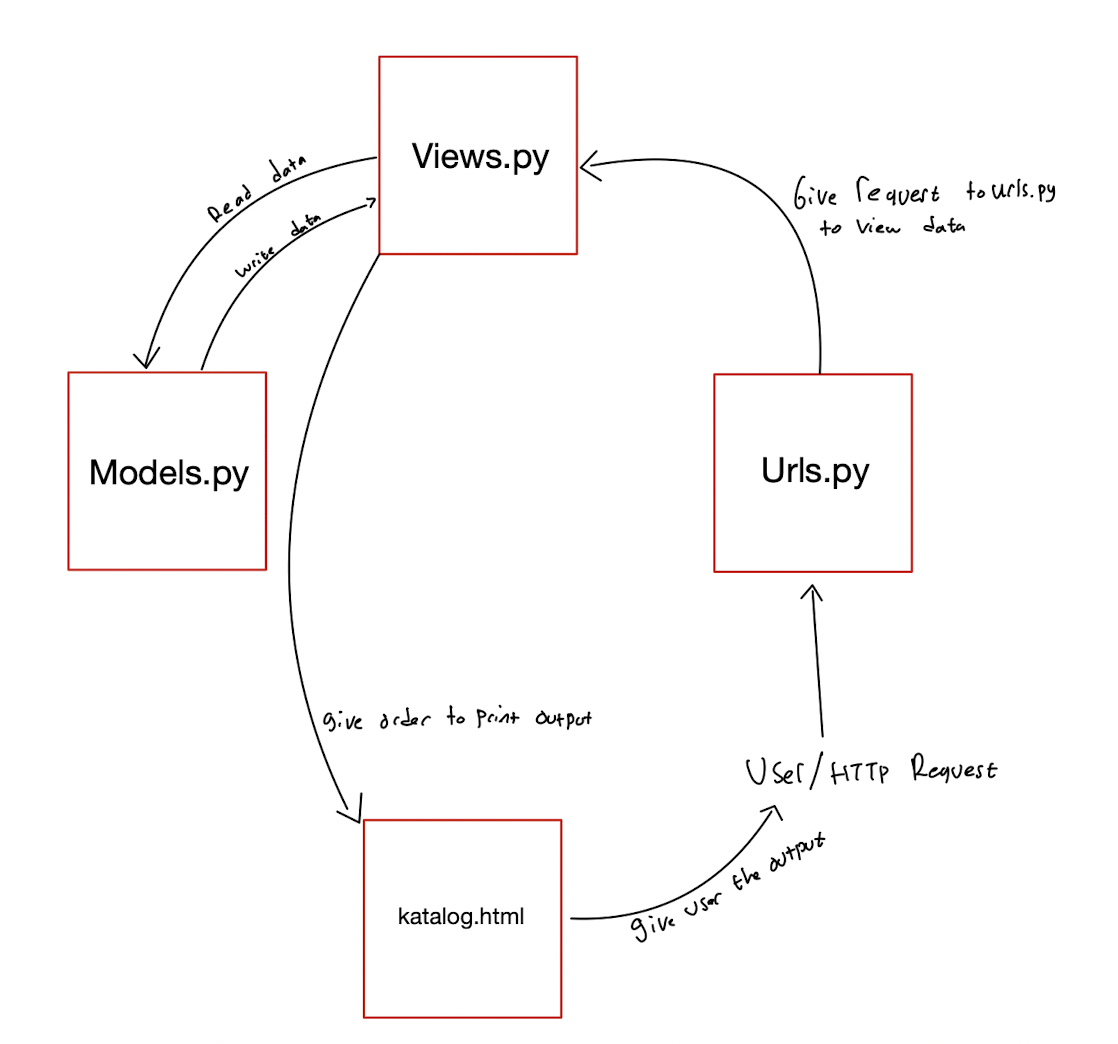 Views.py
Read data
write data
Give request to urls.py
to view data
Models.py
Urls.py
give order to print output
User/HTTP Request
katalog.html
give user the output